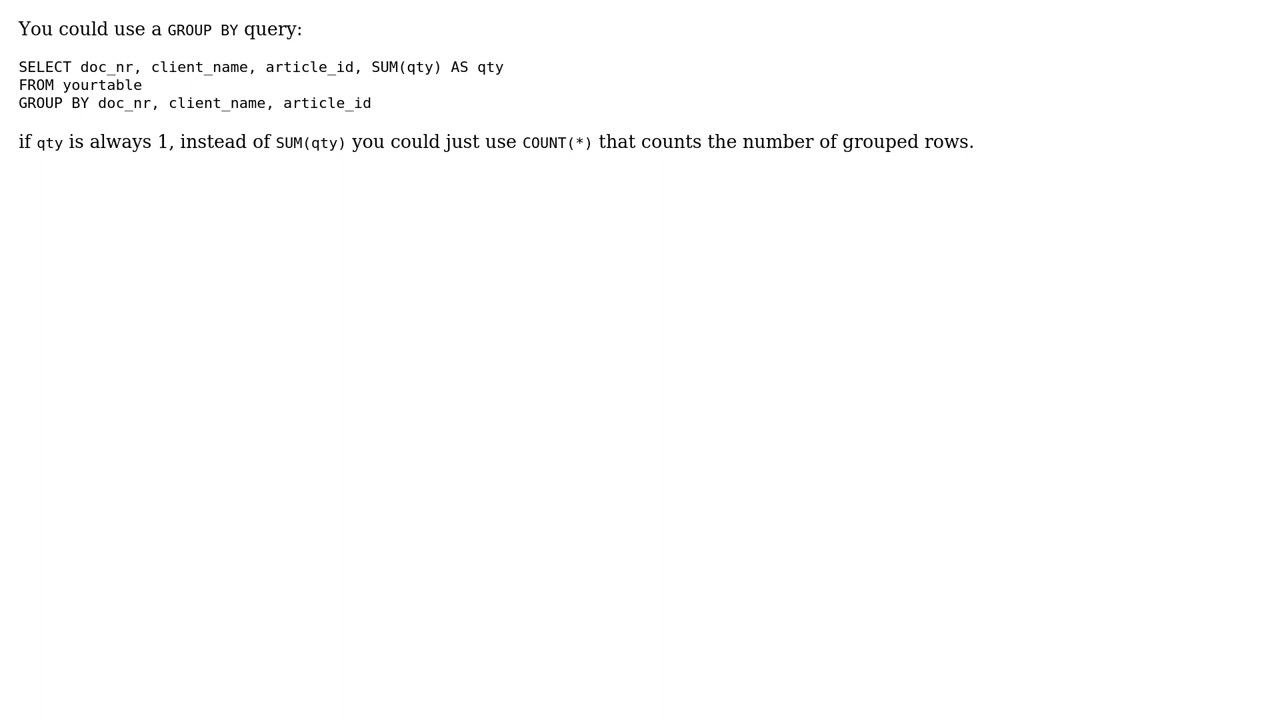 You could use a GROUP BY query:
SELECT doc_nr, client_name, article_id, SUM(qty) AS qty
FROM yourtable
GROUP BY doc_nr, client_name, article_id
if qty is always 1, instead of SUM(qty) you could just use COUNT(*) that counts the number of grouped rows.